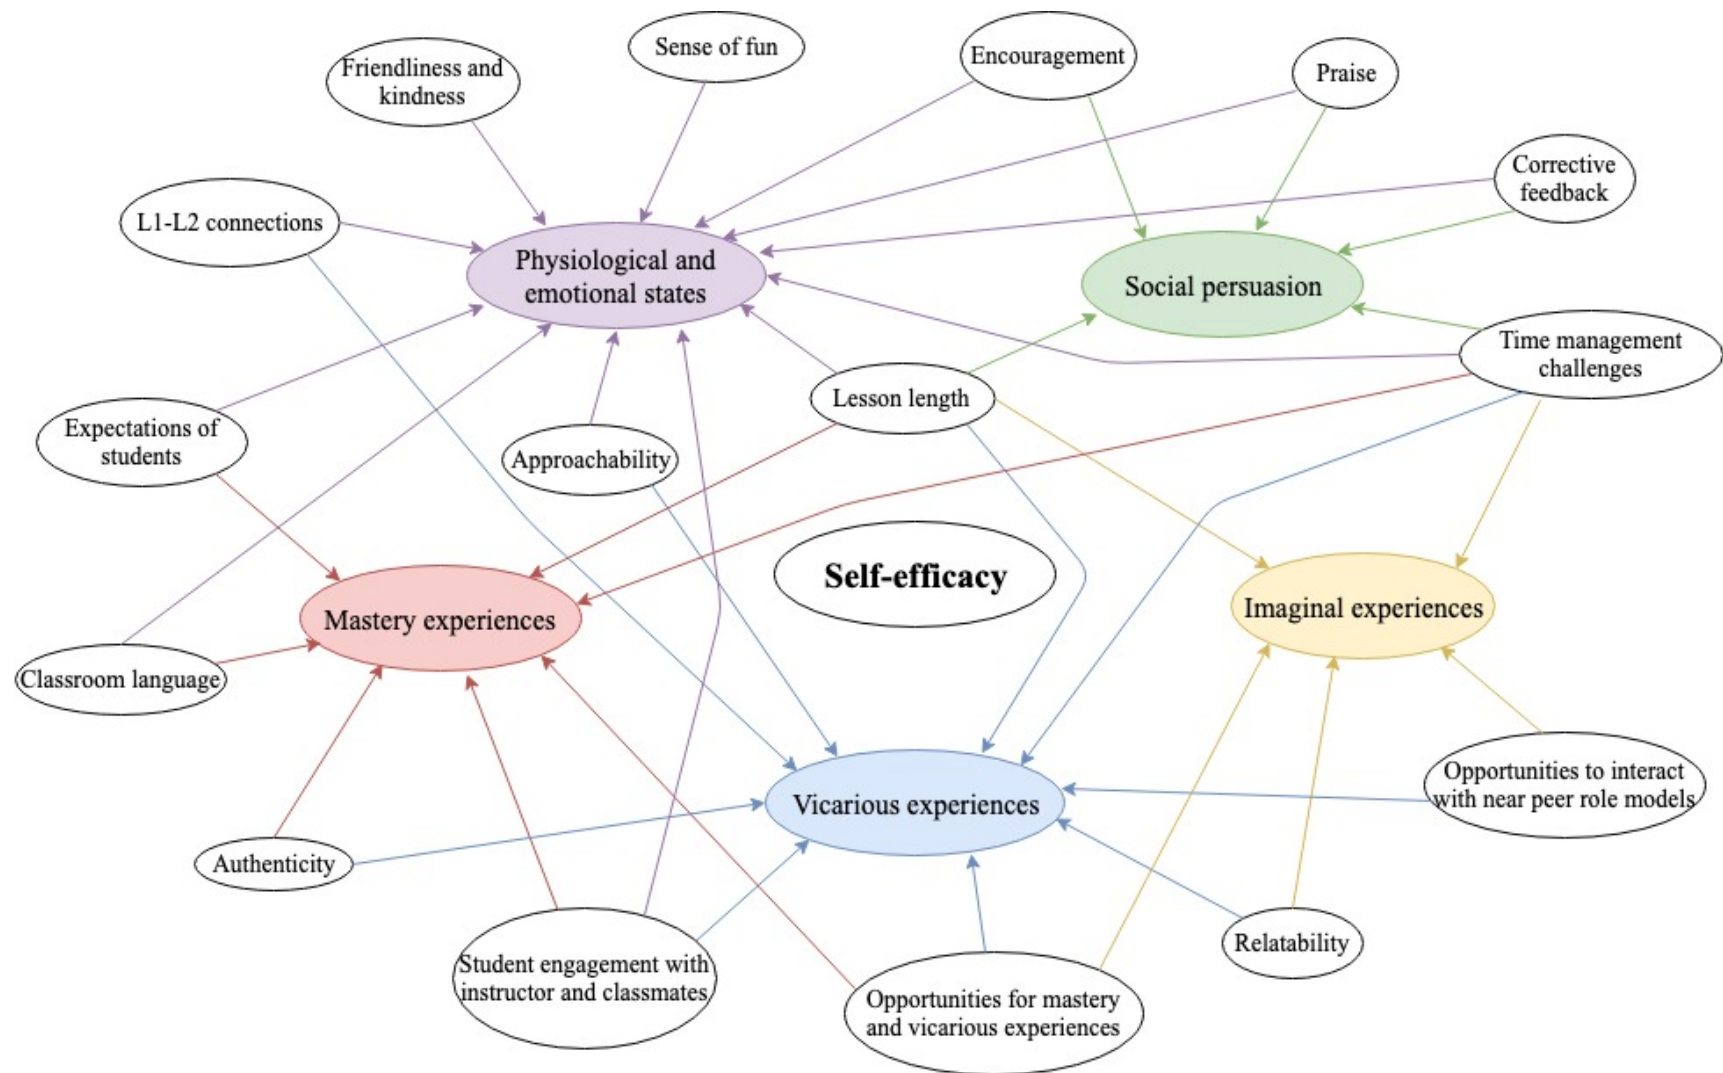 Sense of fun
Encouragement
Friendliness and
kindness
Praise
Corrective
feedback
L1-L2 connections
Physiological and
emotional states
Social persuasion
Time management
challenges
Lesson length
Expectations of
students
Approachability
Self-efficacy
Mastery experiences
Imaginal experiences
Classroom language
Vicarious experiences
Opportunities to interact
with near peer role models
Authenticity
Relatability
Student engagement with
instructor and classmates
Opportunities for mastery
and vicarious experiences